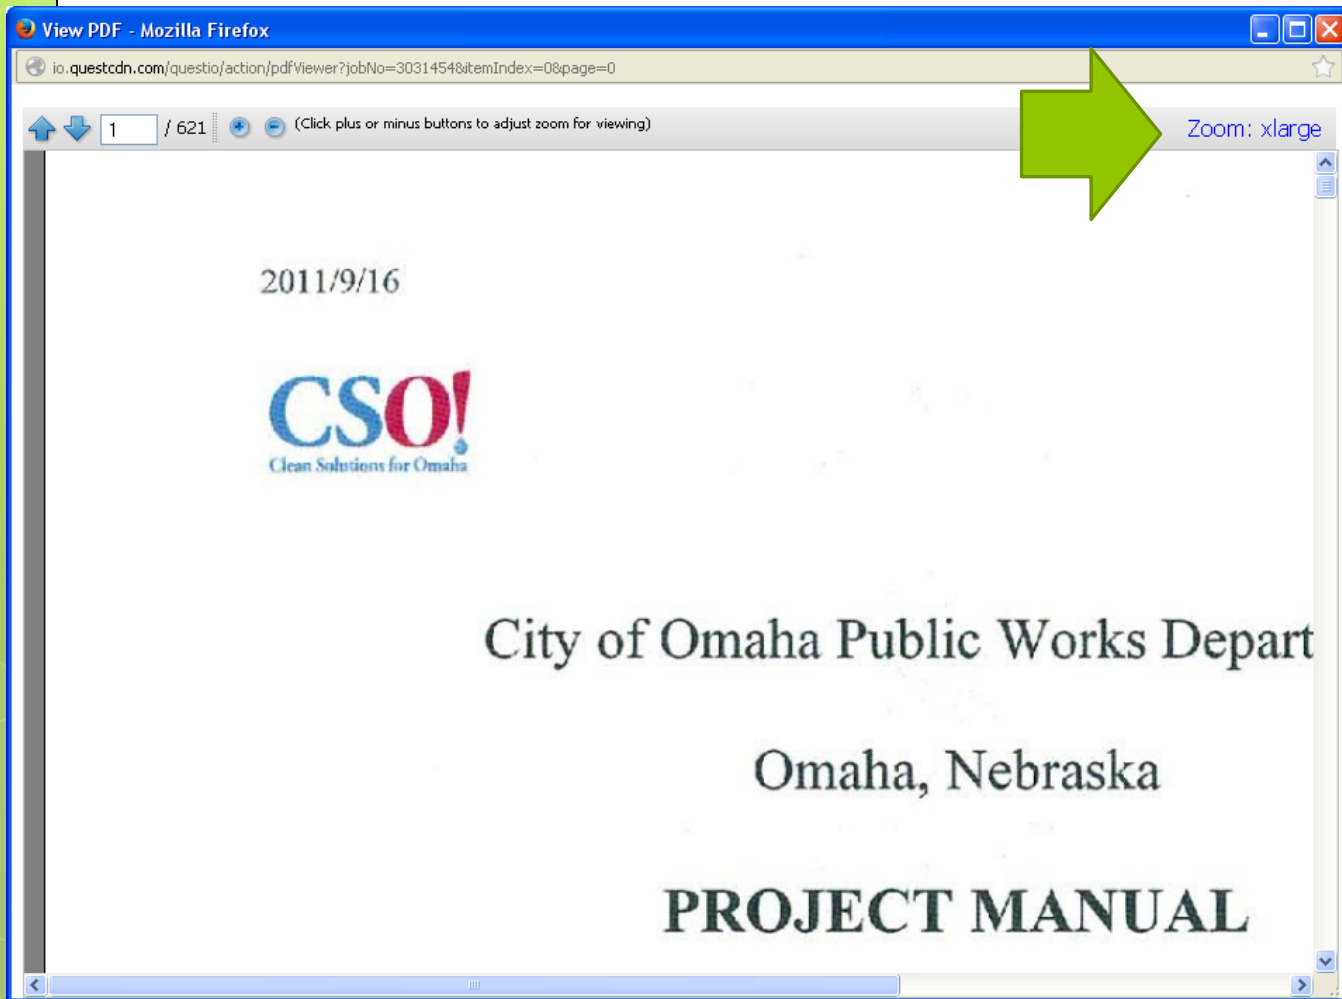 View PDF - Mozilla Firefox
io.questcdn.com/questio/action/pdfViewer?jobNo=3031454&itemIndex=0&page=0
1 / 621 (Click plus or minus buttons to adjust zoom for viewing) Zoom: xlarge
2011/9/16
CSO!
Clean Solutions for Omaha
City of Omaha Public Works Depart
Omaha, Nebraska
PROJECT MANUAL